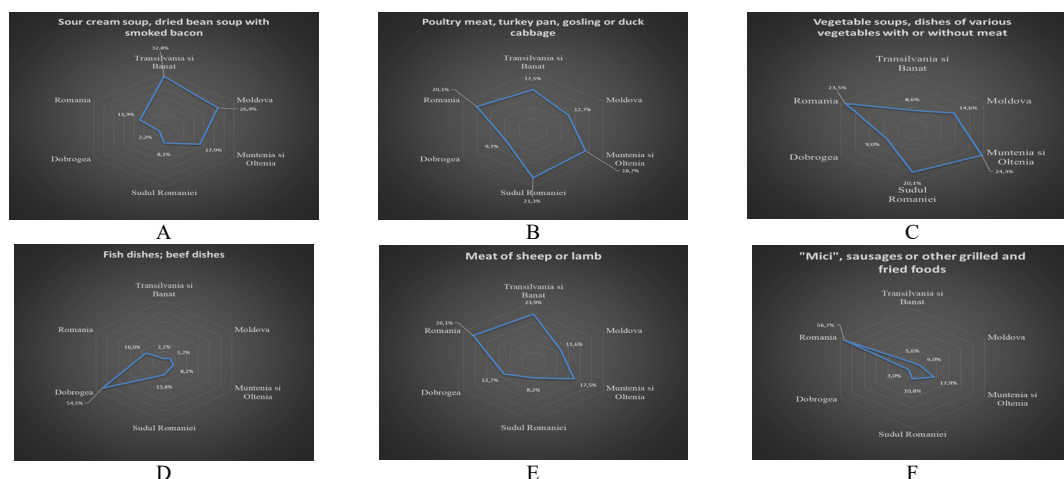 Sour cream soup, dried bean soup with
smoked bacon
32,8%
Transilvania si
Banat
Romania
Moldova
26,9%
11,9%
2,2%
17,9%
8,2%
Dobrogea
Muntenia si
Oltenia
Sudul Romaniei
A
Poultry meat, turkey pan, gosling or duck
cabbage
Transilvania si
Banat
17,5%
20,1%
Romania
Moldova
12,7%
9,7%
Dobrogea
Muntenia si
Oltenia
18,7%
Sudul Romaniei
21,3%
B
Vegetable soups, dishes of various
vegetables with or without meat
Transilvania si
Banat
23,5%
Romania
8,6%
14,6%
Moldova
9,0%
Dobrogea
Muntenia si
Oltenia
24,3%
20,1%
Sudul
Romaniei
C
Fish dishes; beef dishes
Transilvania si
Banat
Romania
Moldova
16,0%
2,2%
5,2%
8,2%
13,8%
Dobrogea
54,5%
Muntenia si
Oltenia
Sudul Romaniei
D
Meat of sheep or lamb
Transilvania si
Banat
23,9%
26,1%
Romania
Moldova
11,6%
12,7%
17,5%
8,2%
Dobrogea
Muntenia si
Oltenia
Sudul Romaniei
E
"Mici", sausages or other grilled and
fried foods
Transilvania si
Banat
56,7%
Romania
Moldova
5,6%
6,0%
3,0%
17,9%
10,8%
Dobrogea
Muntenia si
Oltenia
Sudul Romaniei
F